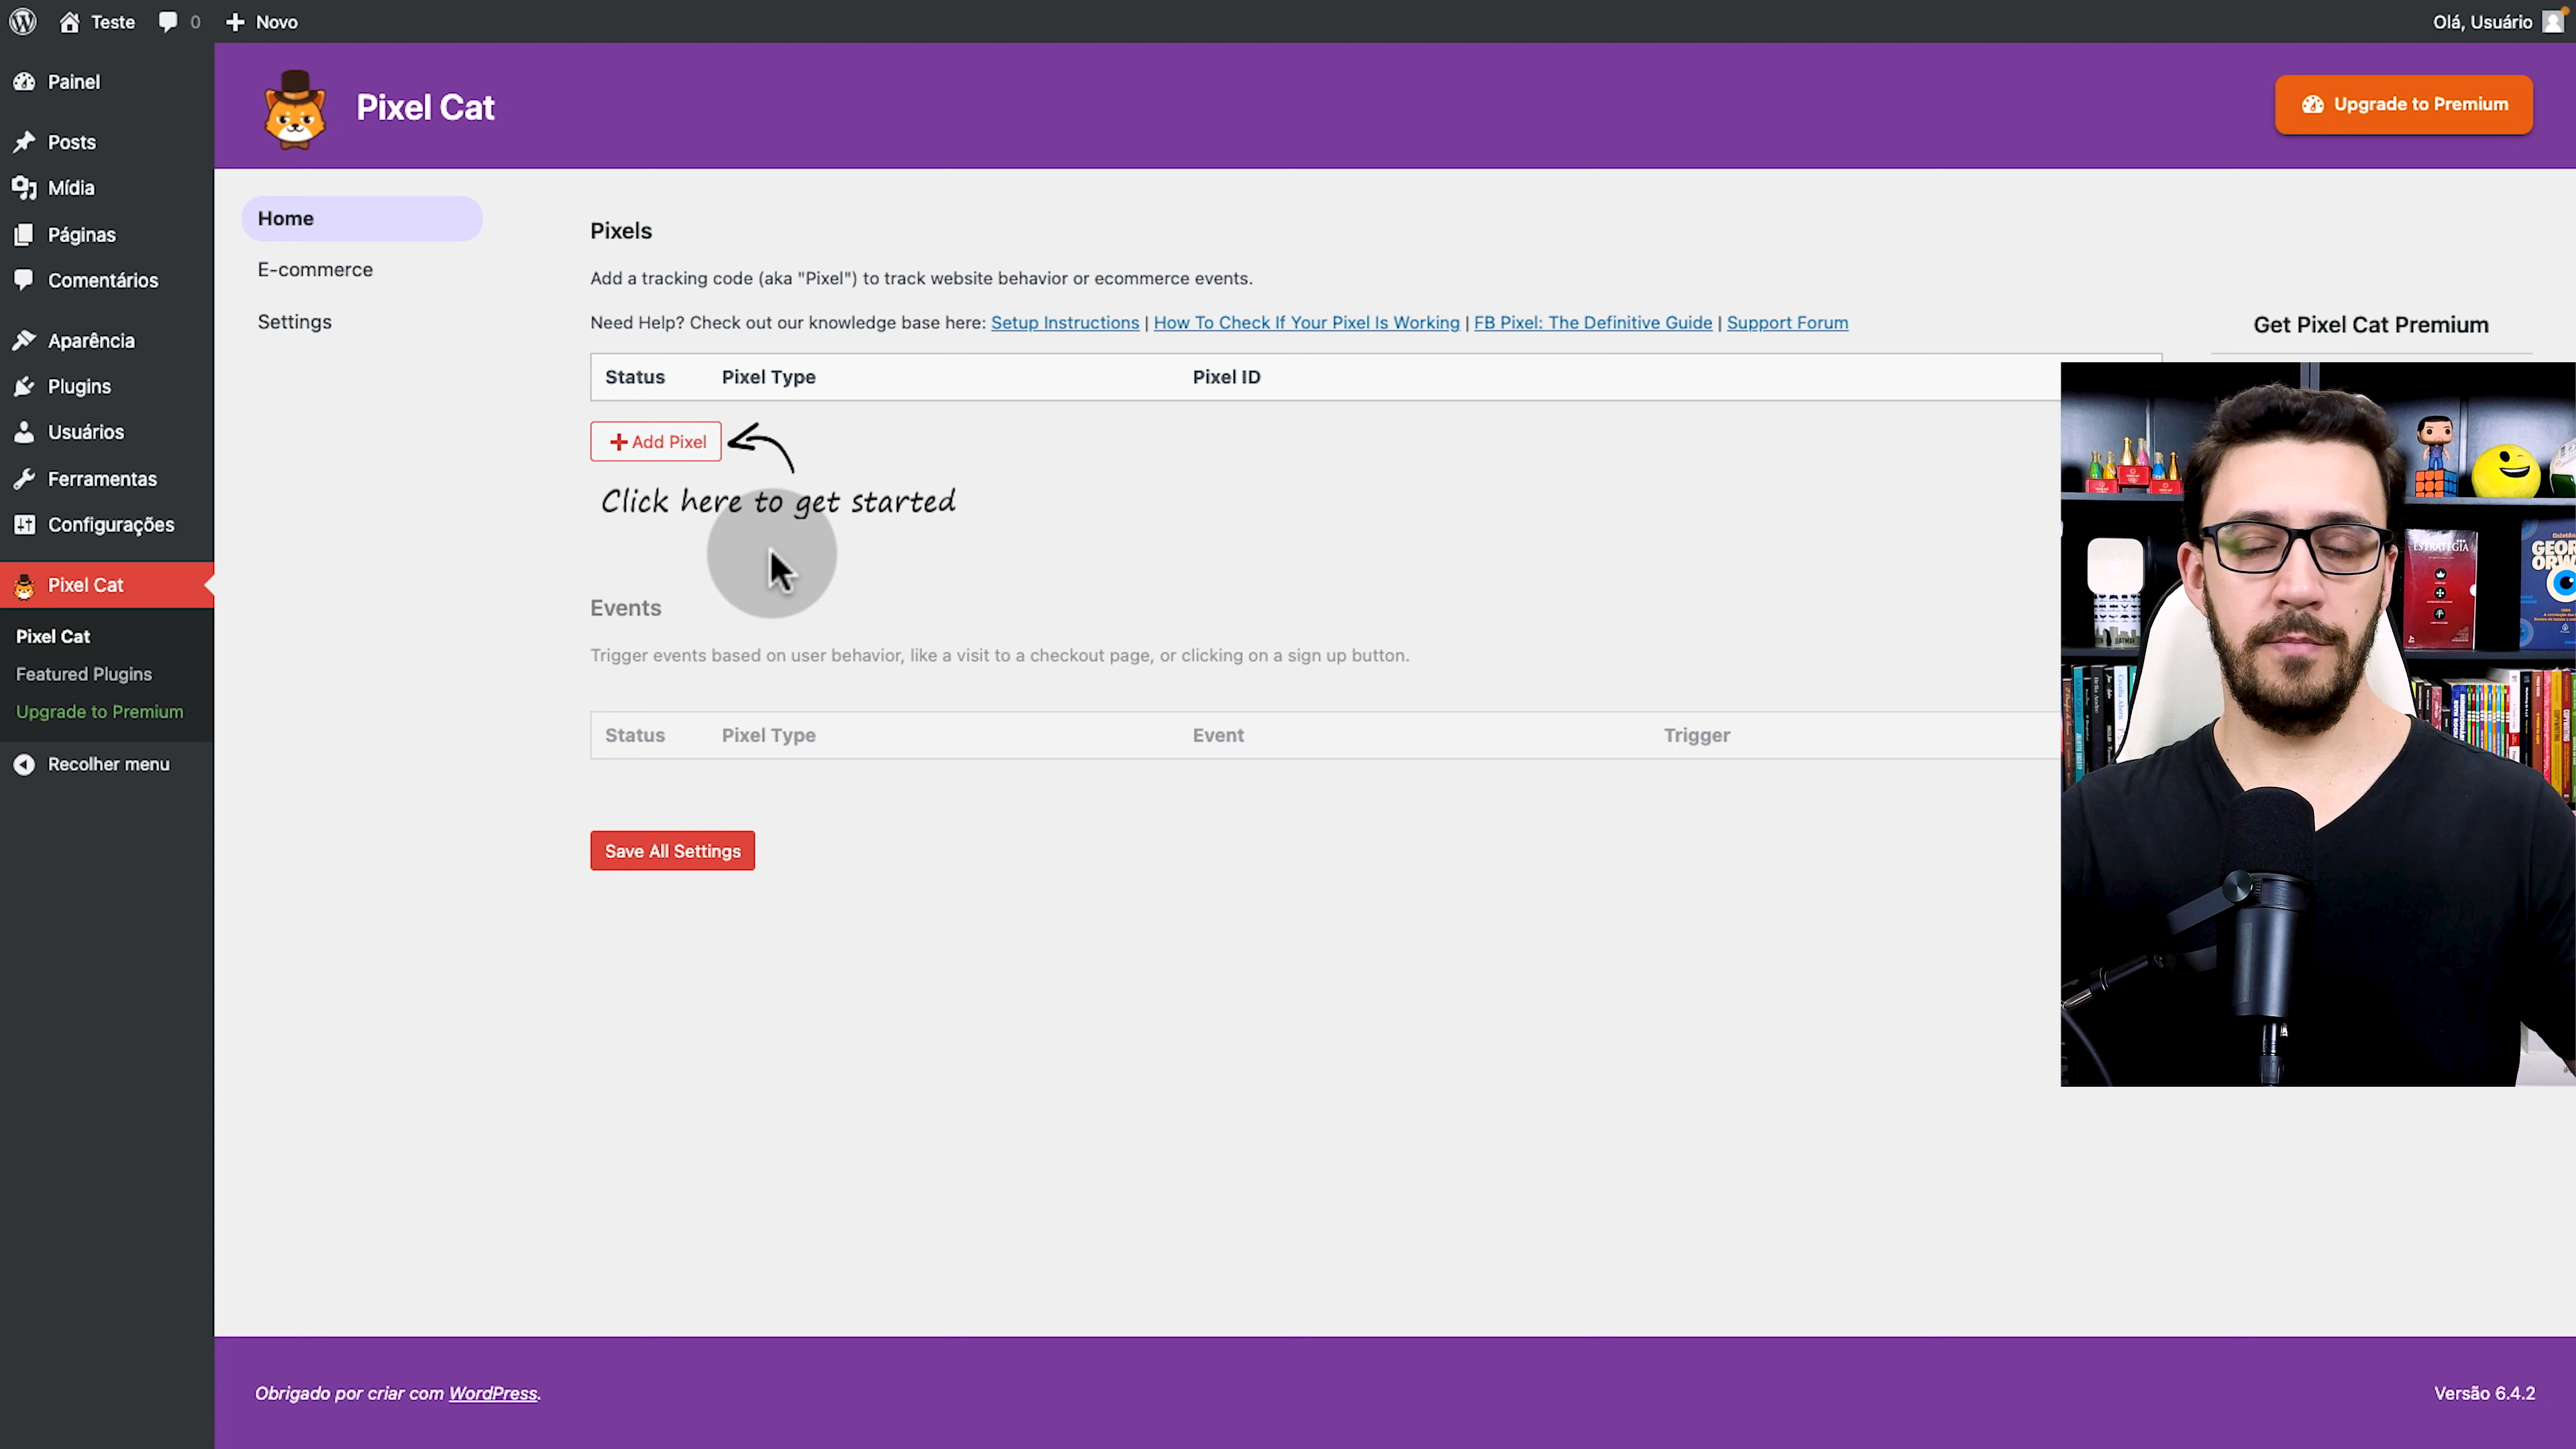 Teste
0
Novo
Olá, Usuário
Painel
Posts
Mídia
Páginas
Comentários
Aparência
Plugins
Usuários
Ferramentas
Configurações
Pixel Cat
Pixel Cat
Featured Plugins
Upgrade to Premium
Recolher menu
Pixel Cat
Upgrade to Premium
Home
E-commerce
Settings
Pixels
Add a tracking code (aka "Pixel") to track website behavior or ecommerce events.
Need Help? Check out our knowledge base here: Setup Instructions | How To Check If Your Pixel Is Working | FB Pixel: The Definitive Guide | Support Forum
Status Pixel Type Pixel ID
Add Pixel
Click here to get started
Events
Trigger events based on user behavior, like a visit to a checkout page, or clicking on a sign up button.
Status Pixel Type Event Trigger
Save All Settings
Get Pixel Cat Premium
ESTRATÉGIA
Obrigado por criar com WordPress.
Versão 6.4.2